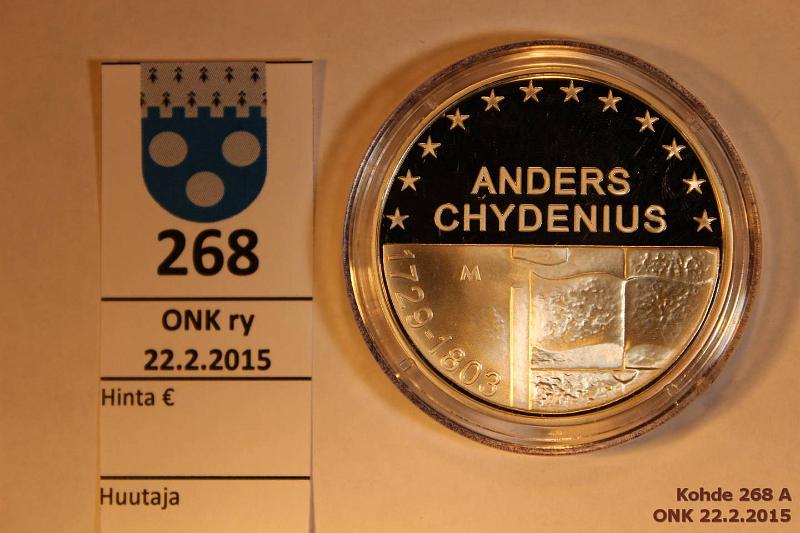 268
ONK ry
22.2.2015
Hinta €
Huutaja
ANDERS
CHYDENIUS
M
1729-1803
Kohde 268 A
ONK 22.2.2015